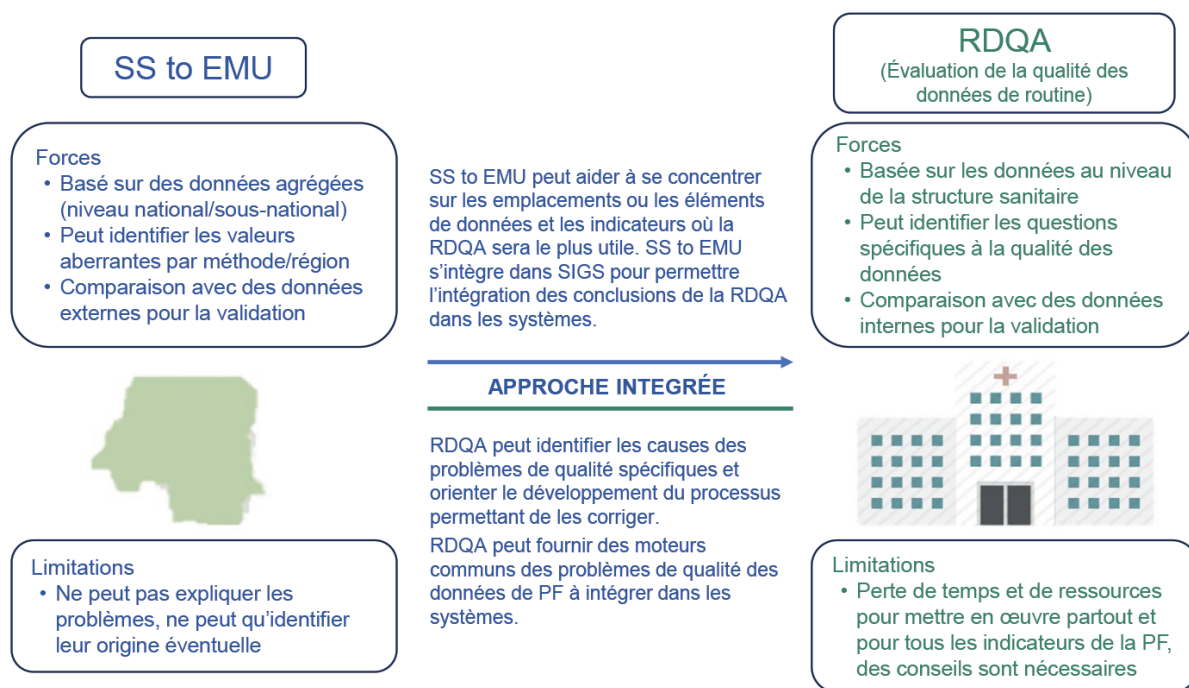 SS to EMU
Forces
• Basé sur des données agrégées
(niveau national/sous-national)
• Peut identifier les valeurs
aberrantes par méthode/région
• Comparaison avec des données
externes pour la validation
Limitations
• Ne peut pas expliquer les
problèmes, ne peut qu’identifier
leur origine éventuelle
SS to EMU peut aider à se concentrer
sur les emplacements ou les éléments
de données et les indicateurs où la
RDQA sera le plus utile. SS to EMU
s’intègre dans SIGS pour permettre
l’intégration des conclusions de la RDQA
dans les systèmes.
APPROCHE INTEGRÉE
RDQA peut identifier les causes des
problèmes de qualité spécifiques et
orienter le développement du processus
permettant de les corriger.
RDQA peut fournir des moteurs
communs des problèmes de qualité des
données de PF à intégrer dans les
systèmes.
RDQA
(Évaluation de la qualité des
données de routine)
Forces
• Basée sur les données au niveau
de la structure sanitaire
• Peut identifier les questions
spécifiques à la qualité des
données
• Comparaison avec des données
internes pour la validation
Limitations
• Perte de temps et de ressources
pour mettre en œuvre partout et
pour tous les indicateurs de la PF,
des conseils sont nécessaires